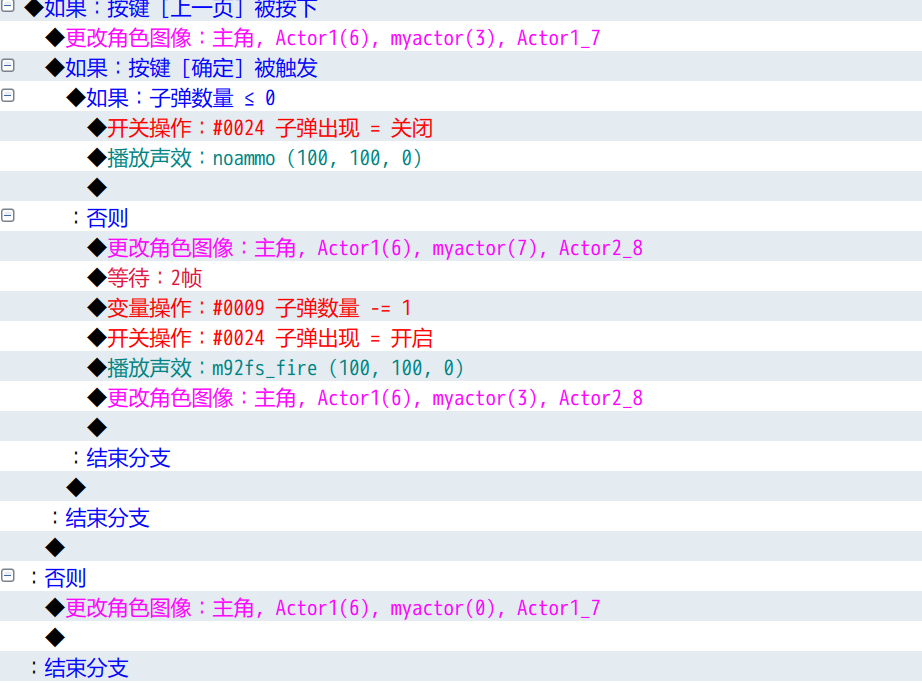 ◆如果：按键 [上一页] 被按下
◆更改角色图像：主角, Actor1(6), myactor(3), Actor1_7
◆如果：按键 [确定] 被触发
◆如果：子弹数量 ≤ 0
◆开关操作：#0024 子弹出现 = 关闭
◆播放声效：noammo (100, 100, 0)
◆
：否则
◆更改角色图像：主角, Actor1(6), myactor(7), Actor2_8
◆等待：2帧
◆变量操作：#0009 子弹数量 -= 1
◆开关操作：#0024 子弹出现 = 开启
◆播放声效：m92fs_fire (100, 100, 0)
◆更改角色图像：主角, Actor1(6), myactor(3), Actor2_8
◆
：结束分支
◆
：结束分支
◆
：否则
◆更改角色图像：主角, Actor1(6), myactor(0), Actor1_7
◆
：结束分支